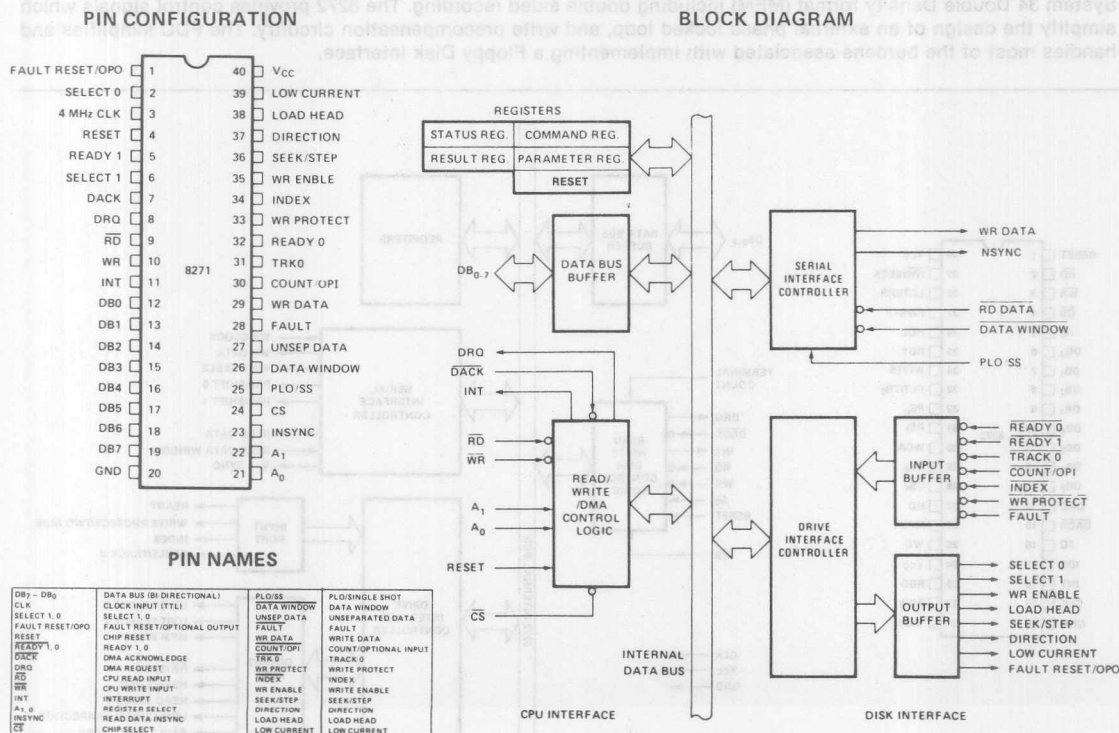 PIN CONFIGURATION
FAULT RESET/OPO 1
SELECT 0 2
4 MHz CLK 3
RESET 4
READY 1 5
SELECT 1 6
DACK 7
DRQ 8
RD 9
WR 10
INT 11
DB0 12
DB1 13
DB2 14
DB3 15
DB4 16
DB5 17
DB6 18
DB7 19
GND 20
8271
40 VCC
39 LOW CURRENT
38 LOAD HEAD
37 DIRECTION
36 SEEK/STEP
35 WR ENBLE
34 INDEX
33 WR PROTECT
32 READY 0
31 TRK0
30 COUNT/OPI
29 WR DATA
28 FAULT
27 UNSEP DATA
26 DATA WINDOW
25 PLO/SS
24 CS
23 INSYNC
22 A1
21 A0
PIN NAMES
DB7 – DB0 DATA BUS (BI-DIRECTIONAL) PLO/SS PLO/SINGLE SHOT
CLK CLOCK INPUT (TTL) DATA WINDOW DATA WINDOW
SELECT 1, 0 SELECT 1, 0 UNSEP DATA UNSEPARATED DATA
FAULT RESET/OPO FAULT RESET/OPTIONAL OUTPUT FAULT FAULT
RESET CHIP RESET WR DATA WRITE DATA
READY 1, 0 READY 1, 0 COUNT/OPI COUNT/OPTIONAL INPUT
DACK DMA ACKNOWLEDGE TRK 0 TRACK 0
DRQ DMA REQUEST WR PROTECT WRITE PROTECT
RD CPU READ INPUT INDEX INDEX
WR CPU WRITE INPUT WR ENABLE WRITE ENABLE
INT INTERRUPT SEEK/STEP SEEK/STEP
A1, 0 REGISTER SELECT DIRECTION DIRECTION
INSYNC READ DATA INSYNC LOAD HEAD LOAD HEAD
CS CHIP SELECT LOW CURRENT LOW CURRENT
BLOCK DIAGRAM
REGISTERS
STATUS REG. COMMAND REG.
RESULT REG. PARAMETER REG.
RESET
DB0-7
DATA BUS
BUFFER
DRQ
DACK
INT
RD
WR
A1
A0
RESET
CS
READ/
WRITE
/DMA
CONTROL
LOGIC
INTERNAL
DATA BUS
CPU INTERFACE
SERIAL
INTERFACE
CONTROLLER
WR DATA
NSYNC
RD DATA
DATA WINDOW
PLO/SS
DRIVE
INTERFACE
CONTROLLER
INPUT
BUFFER
READY 0
READY 1
TRACK 0
COUNT/OPI
INDEX
WR PROTECT
FAULT
OUTPUT
BUFFER
SELECT 0
SELECT 1
WR ENABLE
LOAD HEAD
SEEK/STEP
DIRECTION
LOW CURRENT
FAULT RESET/OPO
DISK INTERFACE